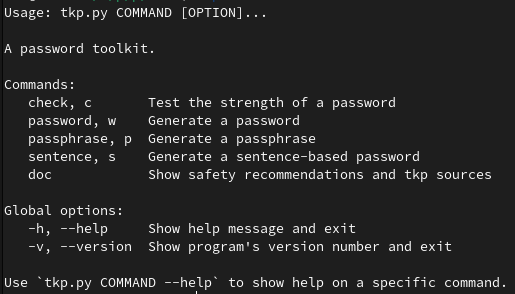 Usage: tkp.py COMMAND [OPTION]...
A password toolkit.
Commands:
check, c Test the strength of a password
password, w Generate a password
passphrase, p Generate a passphrase
sentence, s Generate a sentence-based password
doc Show safety recommendations and tkp sources
Global options:
-h, --help Show help message and exit
-v, --version Show program's version number and exit
Use `tkp.py COMMAND --help` to show help on a specific command.